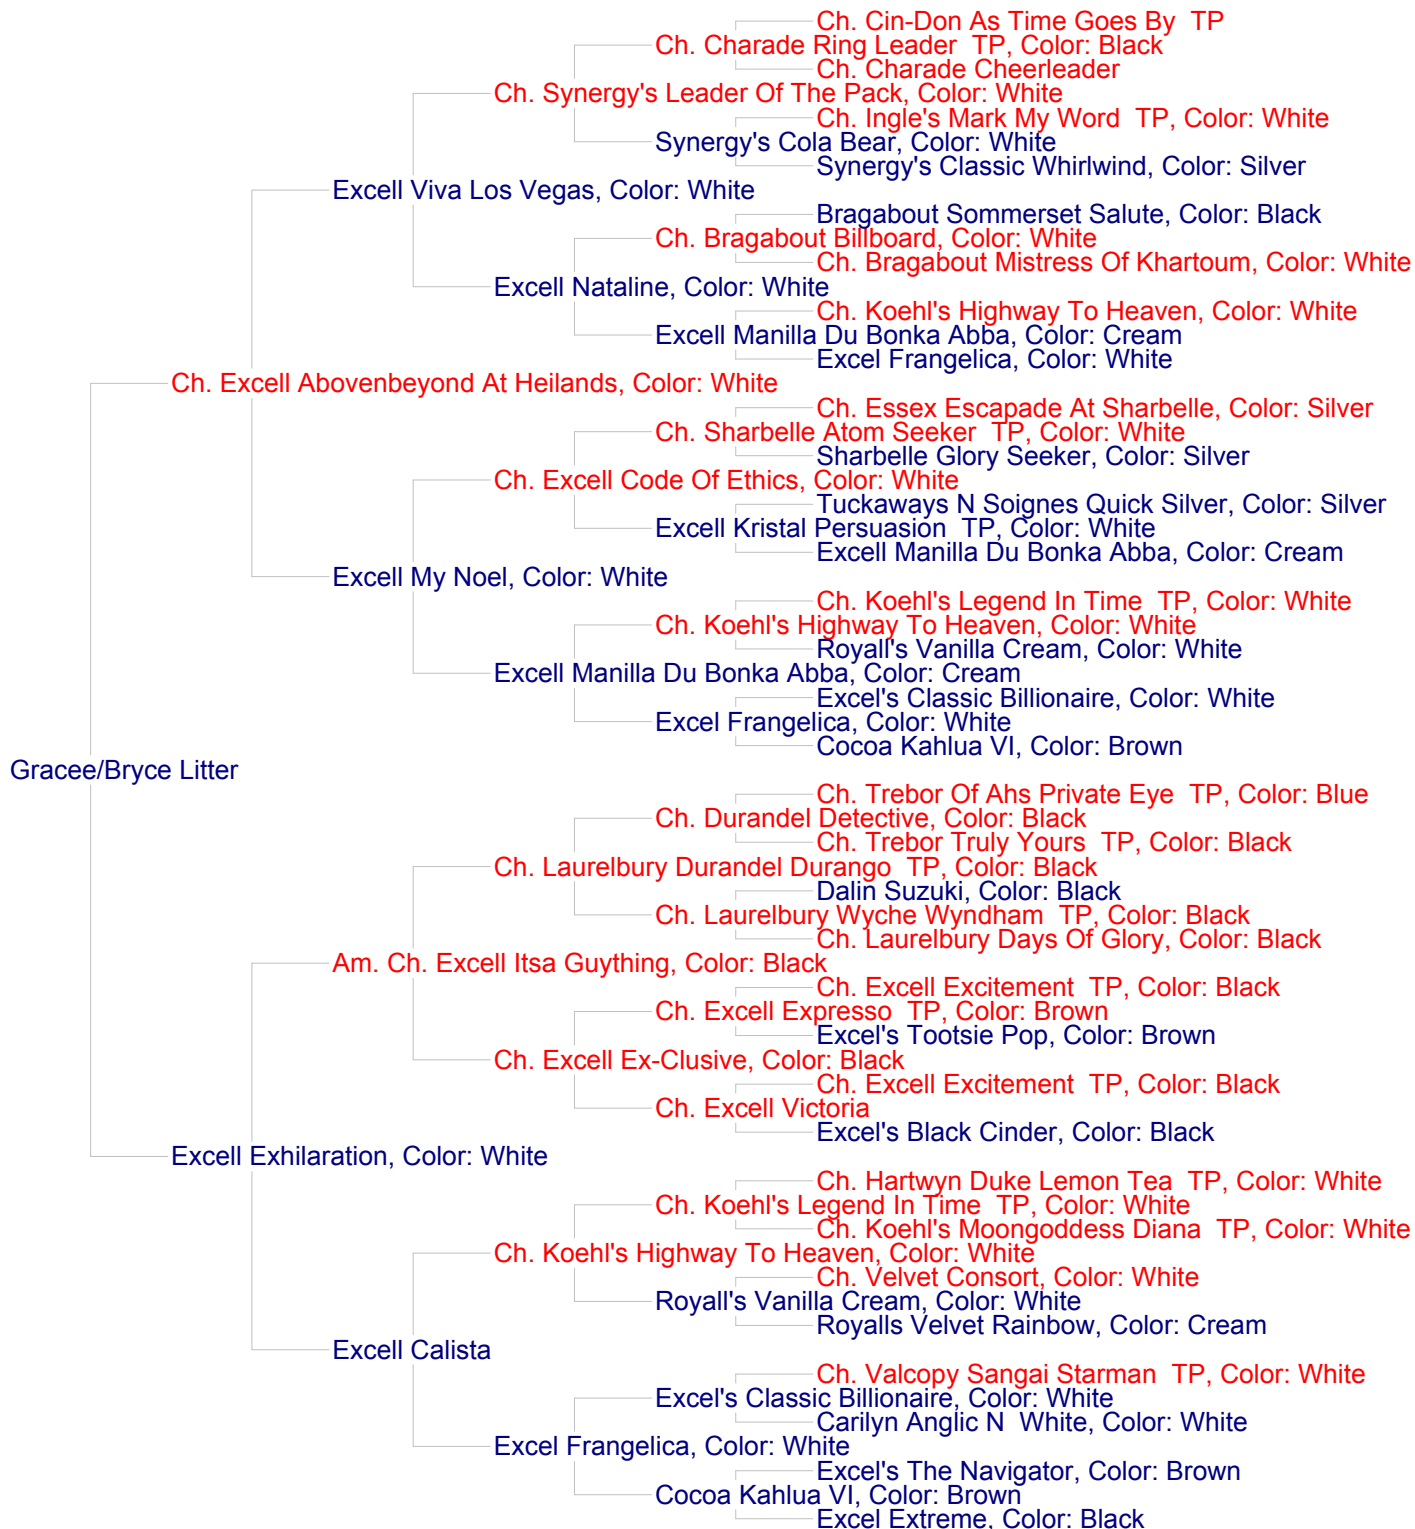 Ch. Cin-Don As Time Goes By  TP
Ch. Charade Ring Leader  TP, Color: Black
Ch. Charade Cheerleader
Ch. Synergy's Leader Of The Pack, Color: White
Ch. Ingle's Mark My Word  TP, Color: White
Synergy's Cola Bear, Color: White
Synergy's Classic Whirlwind, Color: Silver
Excell Viva Los Vegas, Color: White
Bragabout Sommerset Salute, Color: Black
Ch. Bragabout Billboard, Color: White
Ch. Bragabout Mistress Of Khartoum, Color: White
Excell Nataline, Color: White
Ch. Koehl's Highway To Heaven, Color: White
Excell Manilla Du Bonka Abba, Color: Cream
Excel Frangelica, Color: White
Ch. Excell Abovenbeyond At Heilands, Color: White
Ch. Essex Escapade At Sharbelle, Color: Silver
Ch. Sharbelle Atom Seeker  TP, Color: White
Sharbelle Glory Seeker, Color: Silver
Ch. Excell Code Of Ethics, Color: White
Tuckaways N Soignes Quick Silver, Color: Silver
Excell Kristal Persuasion  TP, Color: White
Excell Manilla Du Bonka Abba, Color: Cream
Excell My Noel, Color: White
Ch. Koehl's Legend In Time  TP, Color: White
Ch. Koehl's Highway To Heaven, Color: White
Royall's Vanilla Cream, Color: White
Excell Manilla Du Bonka Abba, Color: Cream
Excel's Classic Billionaire, Color: White
Excel Frangelica, Color: White
Cocoa Kahlua VI, Color: Brown
Gracee/Bryce Litter
Ch. Trebor Of Ahs Private Eye  TP, Color: Blue
Ch. Durandel Detective, Color: Black
Ch. Trebor Truly Yours  TP, Color: Black
Ch. Laurelbury Durandel Durango  TP, Color: Black
Dalin Suzuki, Color: Black
Ch. Laurelbury Wyche Wyndham  TP, Color: Black
Ch. Laurelbury Days Of Glory, Color: Black
Am. Ch. Excell Itsa Guything, Color: Black
Ch. Excell Excitement  TP, Color: Black
Ch. Excell Expresso  TP, Color: Brown
Excel's Tootsie Pop, Color: Brown
Ch. Excell Ex-Clusive, Color: Black
Ch. Excell Excitement  TP, Color: Black
Ch. Excell Victoria
Excel's Black Cinder, Color: Black
Excell Exhilaration, Color: White
Ch. Hartwyn Duke Lemon Tea  TP, Color: White
Ch. Koehl's Legend In Time  TP, Color: White
Ch. Koehl's Moongoddess Diana  TP, Color: White
Ch. Koehl's Highway To Heaven, Color: White
Ch. Velvet Consort, Color: White
Royall's Vanilla Cream, Color: White
Royalls Velvet Rainbow, Color: Cream
Excell Calista
Ch. Valcopy Sangai Starman  TP, Color: White
Excel's Classic Billionaire, Color: White
Carilyn Anglic N  White, Color: White
Excel Frangelica, Color: White
Excel's The Navigator, Color: Brown
Cocoa Kahlua VI, Color: Brown
Excel Extreme, Color: Black